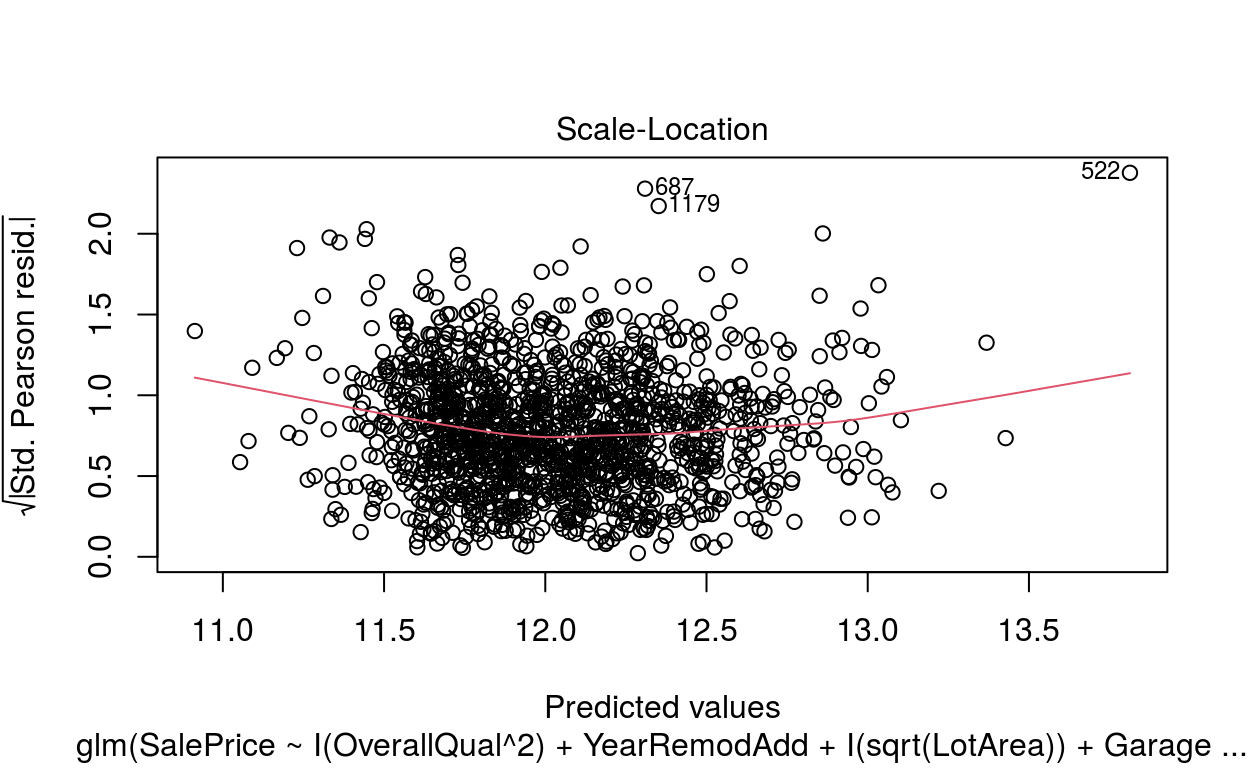 Scale-Location
√|Std. Pearson resid.|
2.0
1.5
1.0
0.5
0.0
522
687
1179
11.0 11.5 12.0 12.5 13.0 13.5
Predicted values
glm(SalePrice ~ I(OverallQual^2) + YearRemodAdd + I(sqrt(LotArea)) + Garage ...